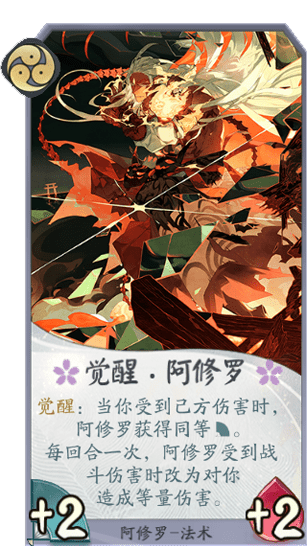 觉醒·阿修罗
觉醒：当你受到己方伤害时，
阿修罗获得同等。
每回合一次，阿修罗受到战
斗伤害时改为对你
造成等量伤害。
+2
阿修罗-法术
+2